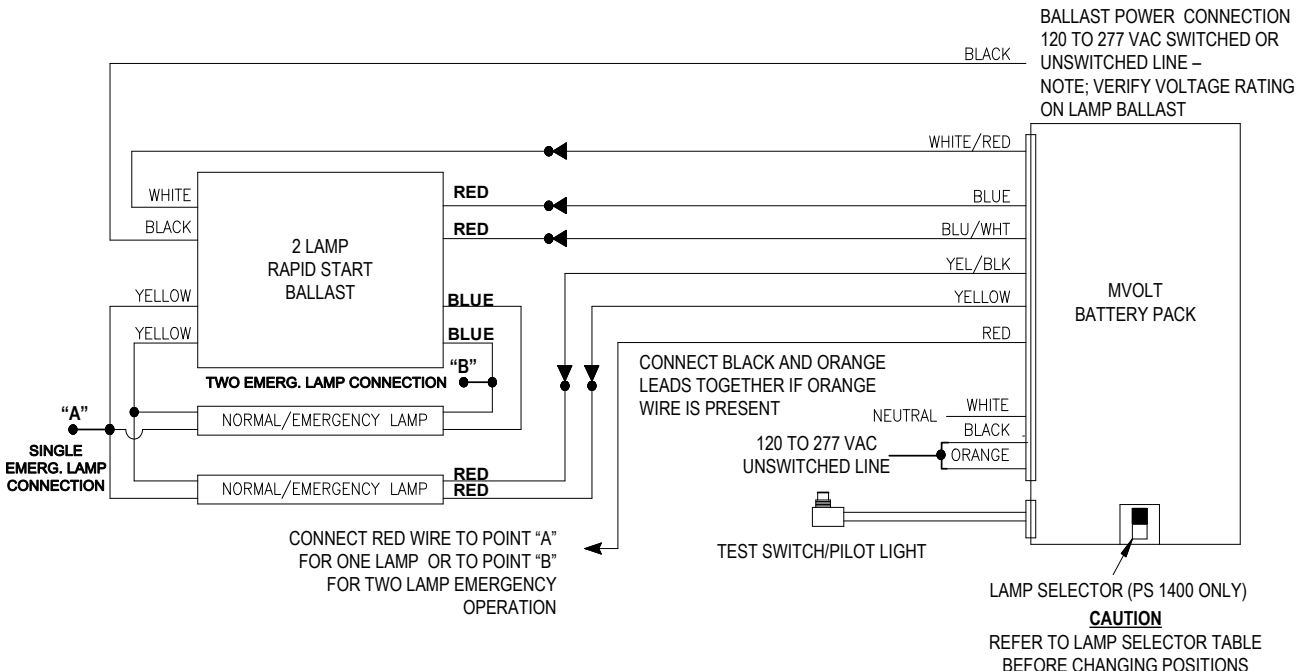 BALLAST POWER CONNECTION
120 TO 277 VAC SWITCHED OR
UNSWITCHED LINE –
NOTE; VERIFY VOLTAGE RATING
ON LAMP BALLAST
BLACK
WHITE/RED
WHITE
RED
BLUE
BLACK
RED
BLU/WHT
2 LAMP
RAPID START
BALLAST
YEL/BLK
MVOLT
BATTERY PACK
YELLOW
BLUE
YELLOW
YELLOW
BLUE
RED
"B"
TWO EMERG. LAMP CONNECTION
CONNECT BLACK AND ORANGE
LEADS TOGETHER IF ORANGE
WIRE IS PRESENT
"A"
NORMAL/EMERGENCY LAMP
SINGLE
EMERG. LAMP
CONNECTION
NEUTRAL
WHITE
BLACK
120 TO 277 VAC
UNSWITCHED LINE
ORANGE
RED
NORMAL/EMERGENCY LAMP
RED
CONNECT RED WIRE TO POINT "A"
FOR ONE LAMP OR TO POINT "B"
FOR TWO LAMP EMERGENCY
OPERATION
TEST SWITCH/PILOT LIGHT
LAMP SELECTOR (PS 1400 ONLY)
CAUTION
REFER TO LAMP SELECTOR TABLE
BEFORE CHANGING POSITIONS